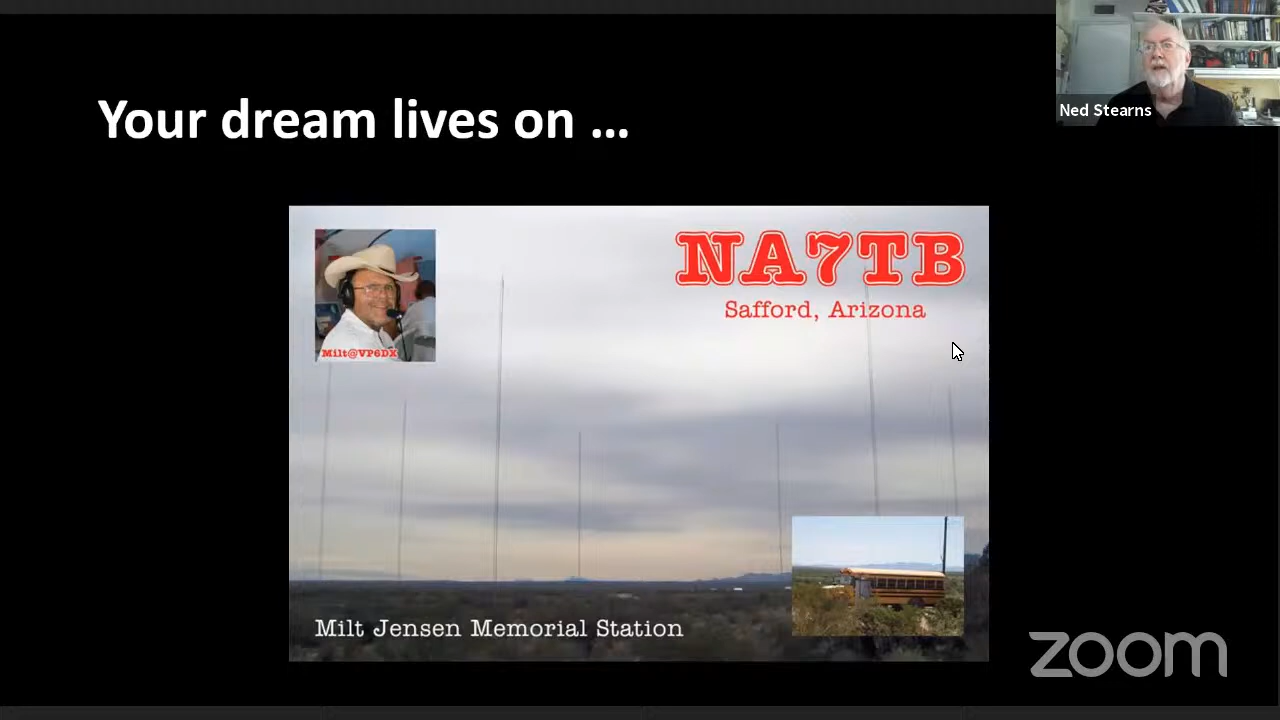 Your dream lives on ...
Ned Stearns
NA7TB
Safford, Arizona
Milt@VP6DX
Milt Jensen Memorial Station
zoom